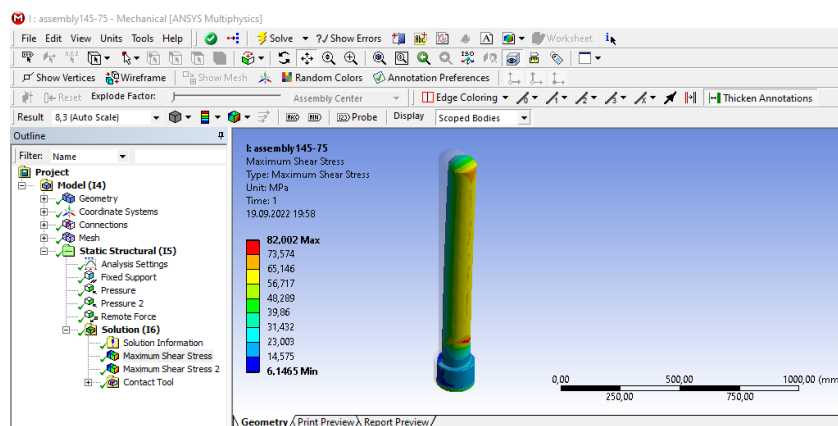 I : assembly145-75 - Mechanical [ANSYS Multiphysics]
File Edit View Units Tools Help Solve ?/ Show Errors Worksheet
Show Vertices Wireframe Show Mesh Random Colors Annotation Preferences
Reset Explode Factor: Assembly Center Edge Coloring Thicken Annotations
Result 8,3 (Auto Scale) Probe Display Scoped Bodies
Outline
Filter: Name
Project
Model (I4)
Geometry
Coordinate Systems
Connections
Mesh
Static Structural (I5)
Analysis Settings
Fixed Support
Pressure
Pressure 2
Remote Force
Solution (I6)
Solution Information
Maximum Shear Stress
Maximum Shear Stress 2
Contact Tool
I: assembly145-75
Maximum Shear Stress
Type: Maximum Shear Stress
Unit: MPa
Time: 1
19.09.2022 19:58
82,002 Max
73,574
65,146
56,717
48,289
39,86
31,432
23,003
14,575
6,1465 Min
0,00 500,00 1000,00 (mm
250,00 750,00
Geometry Print Preview Report Preview